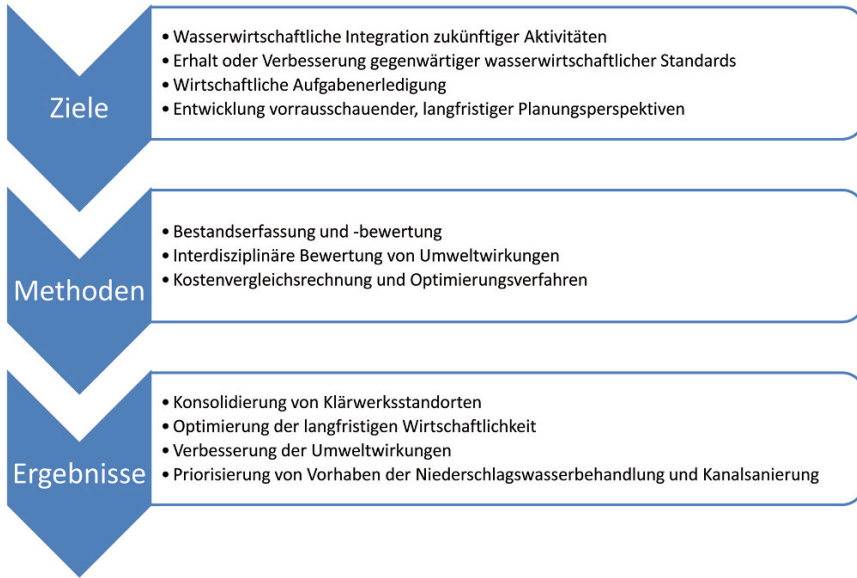 Ziele
• Wasserwirtschaftliche Integration zukünftiger Aktivitäten
• Erhalt oder Verbesserung gegenwärtiger wasserwirtschaftlicher Standards
• Wirtschaftliche Aufgabenerledigung
• Entwicklung vorrausschauender, langfristiger Planungsperspektiven
Methoden
• Bestandserfassung und -bewertung
• Interdisziplinäre Bewertung von Umweltwirkungen
• Kostenvergleichsrechnung und Optimierungsverfahren
Ergebnisse
• Konsolidierung von Klärwerksstandorten
• Optimierung der langfristigen Wirtschaftlichkeit
• Verbesserung der Umweltwirkungen
• Priorisierung von Vorhaben der Niederschlagswasserbehandlung und Kanalsanierung